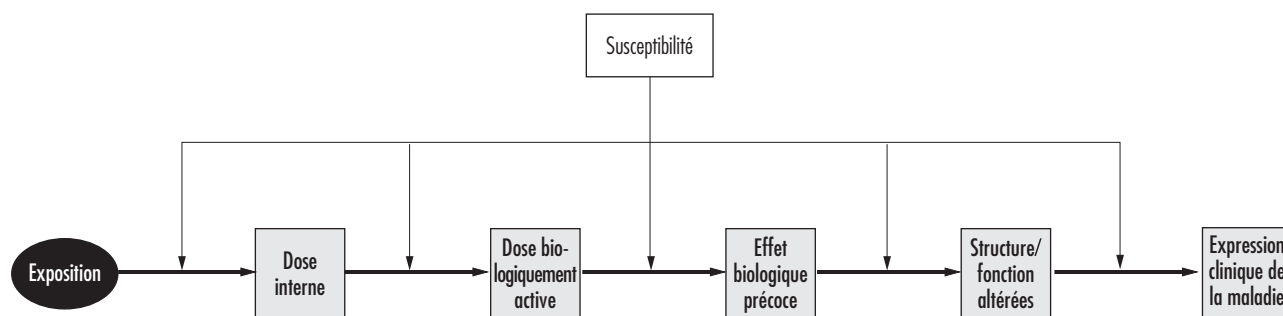 Susceptibilité
Exposition
Dose
interne
Dose bio-
logiquement
active
Effet
biologique
précoce
Structure/
fonction
altérées
Expression
clinique de
la maladie